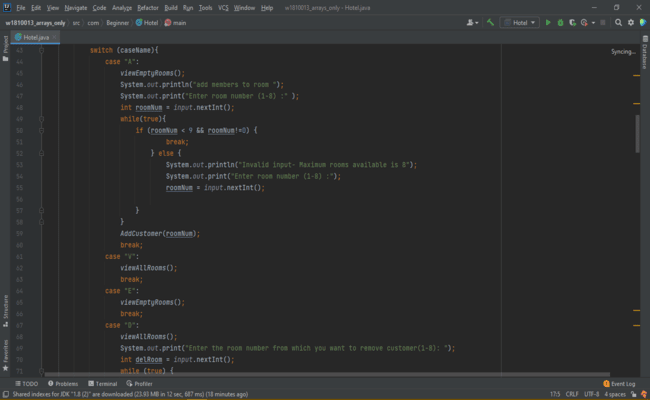 File Edit View Navigate Code Analyze Refactor Build Run Tools VCS Window Help w1810013_arrays_only - Hotel.java
w1810013_arrays_only src com Beginner Hotel main Hotel
Hotel.java
Project
Database
Syncing...
43 switch (caseName){
44 case "A":
45 viewEmptyRooms();
46 System.out.println("add members to room ");
47 System.out.print("Enter room number (1-8) :" );
48 int roomNum = input.nextInt();
49 while(true){
50 if (roomNum < 9 && roomNum!=0) {
51 break;
52 } else {
53 System.out.println("Invalid input- Maximum rooms available is 8");
54 System.out.print("Enter room number (1-8) :");
55 roomNum = input.nextInt();
56
57 }
58 }
59 AddCustomer(roomNum);
60 break;
61 case "V":
62 viewAllRooms();
63 break;
64 case "E":
65 viewEmptyRooms();
66 break;
67 case "D":
68 viewAllRooms();
69 System.out.print("Enter the room number from which you want to remove customer(1-8): ");
70 int delRoom = input.nextInt();
71 while (true) {
Structure
Favorites
TODO Problems Terminal Profiler Event Log
Shared indexes for JDK "1.8 (2)" are downloaded (23.93 MB in 12 sec, 687 ms) (18 minutes ago) 17:5 CRLF UTF-8 4 spaces